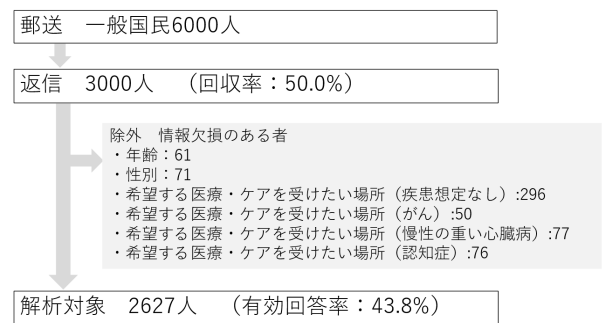 郵送　一般国民6000人
返信　3000人　（回収率：50.0%）
除外　情報欠損のある者
・年齢：61
・性別：71
・希望する医療・ケアを受けたい場所（疾患想定なし）:296
・希望する医療・ケアを受けたい場所（がん）:50
・希望する医療・ケアを受けたい場所（慢性の重い心臓病）:77
・希望する医療・ケアを受けたい場所（認知症）:76
解析対象　2627人　（有効回答率：43.8%）